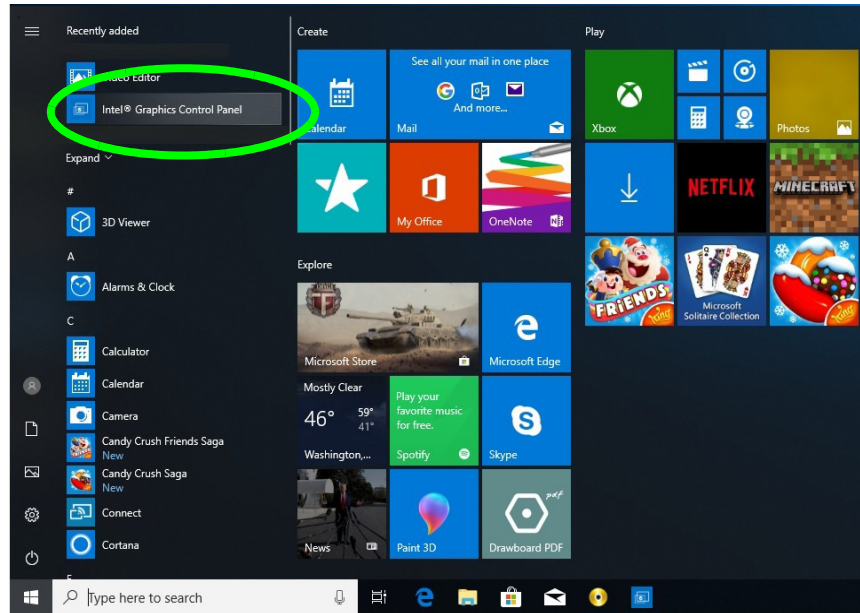 Recently added
Video Editor
Intel® Graphics Control Panel
Expand
#
3D Viewer
A
Alarms & Clock
C
Calculator
Calendar
Camera
Candy Crush Friends Saga
New
Candy Crush Saga
New
Connect
Cortana
Type here to search
Create
Calendar
See all your mail in one place
And more...
Mail
My Office
OneNote
Explore
Microsoft Store
Microsoft Edge
Mostly Clear
46°
59°
41°
Washington,...
Play your
favorite music
for free.
Spotify
Skype
News
Paint 3D
pdf
Drawboard PDF
Play
Xbox
Photos
NETFLIX
MINECRAFT
FRIENDS
King
Microsoft
Solitaire Collection
King